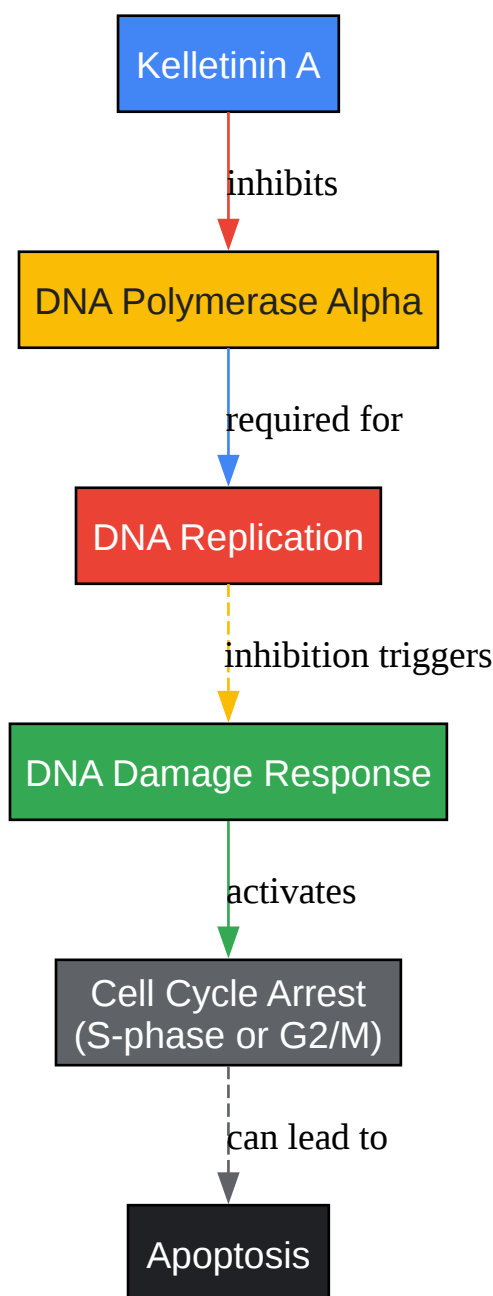 Kelletinin A
inhibits
DNA Polymerase Alpha
required for
DNA Replication
inhibition triggers
DNA Damage Response
activates
Cell Cycle Arrest
(S-phase or G2/M)
can lead to
Apoptosis